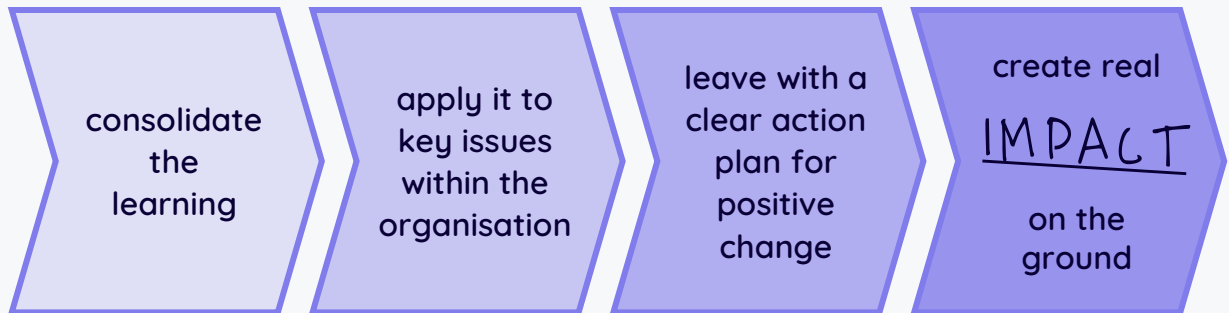 consolidate
the
learning
apply it to
key issues
within the
organisation
leave with a
clear action
plan for
positive
change
create real
IMPACT
on the
ground